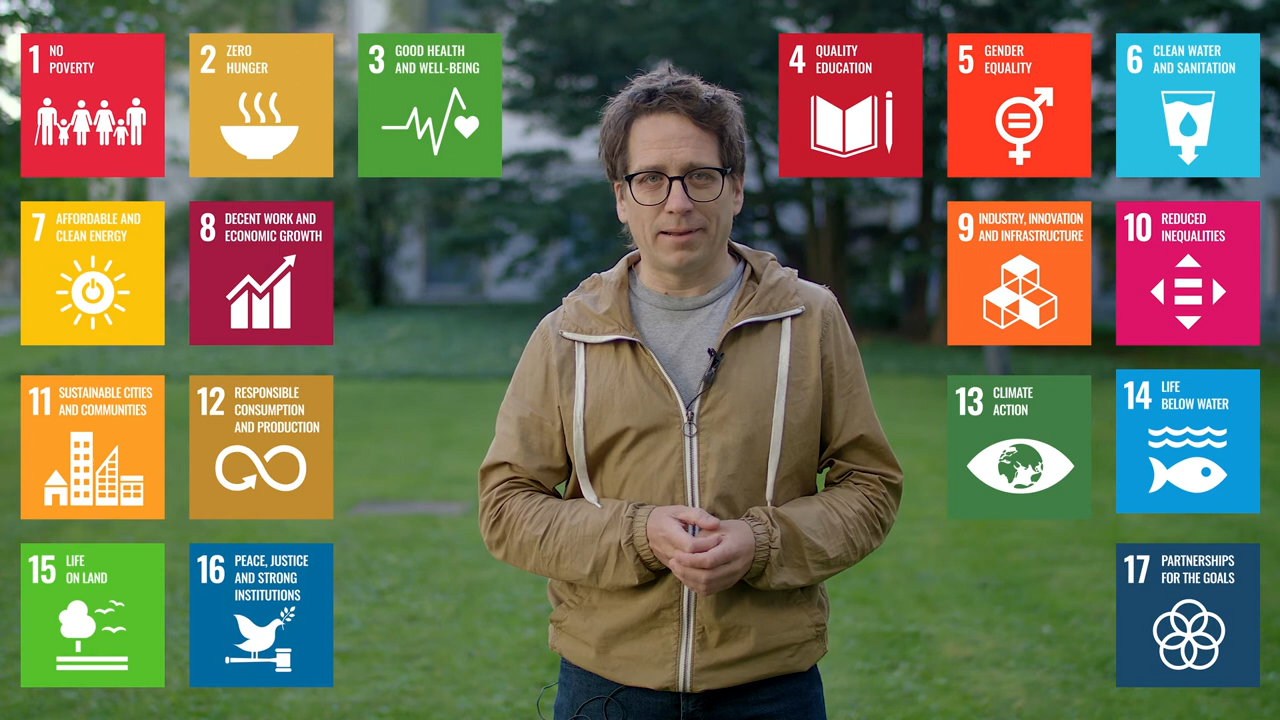 1 NO
POVERTY
2 ZERO
HUNGER
3 GOOD HEALTH
AND WELL-BEING
4 QUALITY
EDUCATION
5 GENDER
EQUALITY
6 CLEAN WATER
AND SANITATION
7 AFFORDABLE AND
CLEAN ENERGY
8 DECENT WORK AND
ECONOMIC GROWTH
9 INDUSTRY, INNOVATION
AND INFRASTRUCTURE
10 REDUCED
INEQUALITIES
11 SUSTAINABLE CITIES
AND COMMUNITIES
12 RESPONSIBLE
CONSUMPTION
AND PRODUCTION
13 CLIMATE
ACTION
14 LIFE
BELOW WATER
15 LIFE
ON LAND
16 PEACE, JUSTICE
AND STRONG
INSTITUTIONS
17 PARTNERSHIPS
FOR THE GOALS